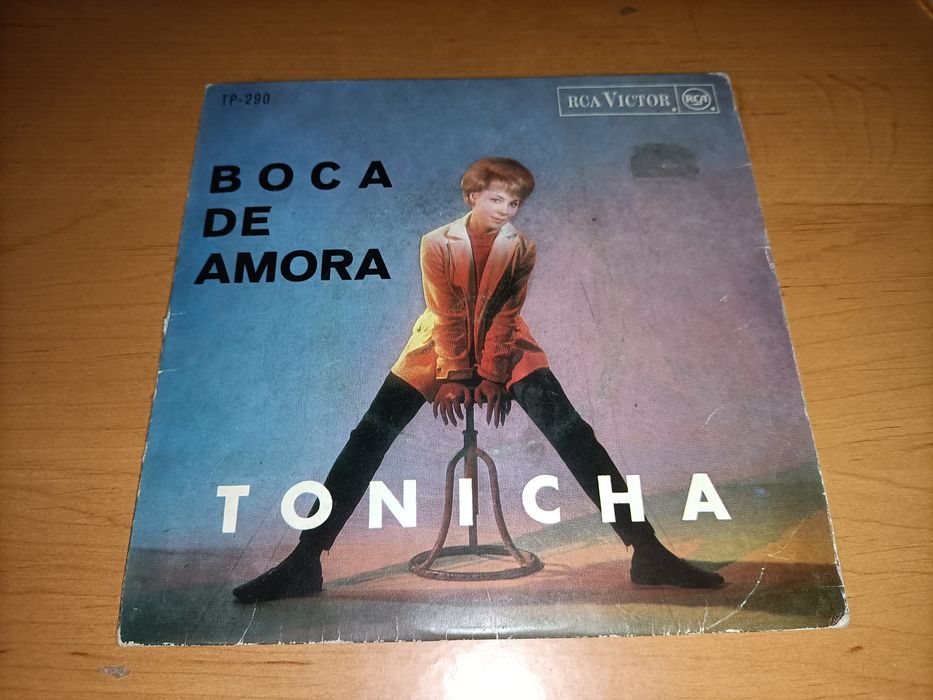 TP-290
RCA VICTOR RCA
BOCA
DE
AMORA
TONICHA